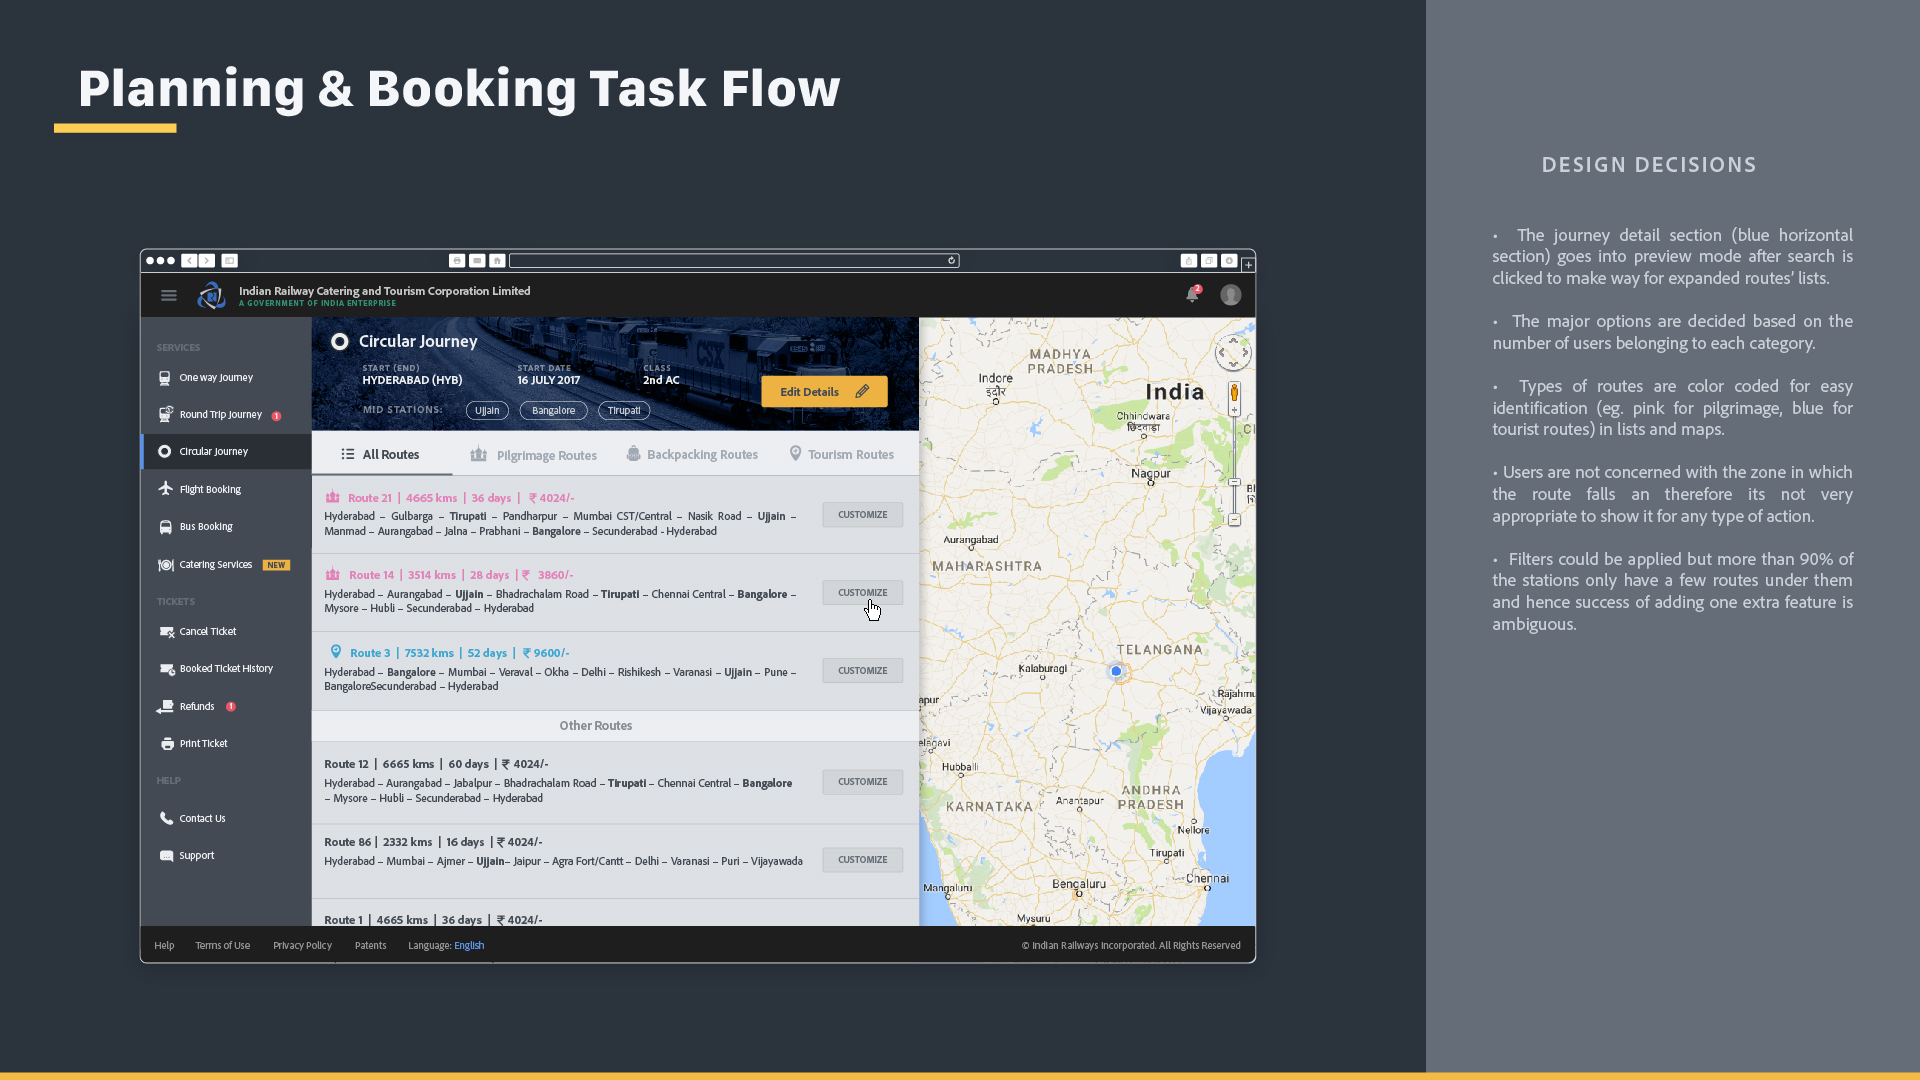 Planning & Booking Task Flow
Indian Railway Catering and Tourism Corporation Limited
A GOVERNMENT OF INDIA ENTERPRISE
2
SERVICES
One way Journey
Round Trip Journey 1
Circular Journey
Flight Booking
Bus Booking
Catering Services NEW
TICKETS
Cancel Ticket
Booked Ticket History
Refunds 1
Print Ticket
HELP
Contact Us
Support
Circular Journey
START (END) START DATE CLASS
HYDERABAD (HYB) 16 JULY 2017 2nd AC
MID STATIONS: Ujjain Bangalore Tirupati
Edit Details
CSX
All Routes Pilgrimage Routes Backpacking Routes Tourism Routes
Route 21 | 4665 kms | 36 days | ₹ 4024/-
Hyderabad – Gulbarga – Tirupati – Pandharpur – Mumbai CST/Central – Nasik Road – Ujjain –
Manmad – Aurangabad – Jalna – Prabhani – Bangalore – Secunderabad - Hyderabad
CUSTOMIZE
Route 14 | 3514 kms | 28 days | ₹ 3860/-
Hyderabad – Aurangabad – Ujjain – Bhadrachalam Road – Tirupati – Chennai Central – Bangalore –
Mysore – Hubli – Secunderabad – Hyderabad
CUSTOMIZE
Route 3 | 7532 kms | 52 days | ₹ 9600/-
Hyderabad – Bangalore – Mumbai – Veraval – Okha – Delhi – Rishikesh – Varanasi – Ujjain – Pune –
BangaloreSecunderabad – Hyderabad
CUSTOMIZE
Other Routes
Route 12 | 6665 kms | 60 days | ₹ 4024/-
Hyderabad – Aurangabad – Jabalpur – Bhadrachalam Road – Tirupati – Chennai Central – Bangalore
– Mysore – Hubli – Secunderabad – Hyderabad
CUSTOMIZE
Route 86 | 2332 kms | 16 days | ₹ 4024/-
Hyderabad – Mumbai – Ajmer – Ujjain– Jaipur – Agra Fort/Cantt – Delhi – Varanasi – Puri – Vijayawada
CUSTOMIZE
Route 1 | 4665 kms | 36 days | ₹ 4024/-
MADHYA
PRADESH
Indore
इंदौर
India
Chhindwara
छिंदवाड़ा
CI
Nagpur
Bl
Aurangabad
MAHARASHTRA
TELANGANA
Kalaburagi
Rajahmu
apur
Vijayawada
elagavi
Hubballi
ANDHRA
PRADESH
Anantapur
KARNATAKA
Nellore
Tirupati
Chennai
Bengaluru
Mangaluru
Mysuru
Help Terms of Use Privacy Policy Patents Language: English
© Indian Railways Incorporated. All Rights Reserved
DESIGN DECISIONS
• The journey detail section (blue horizontal
section) goes into preview mode after search is
clicked to make way for expanded routes' lists.
• The major options are decided based on the
number of users belonging to each category.
• Types of routes are color coded for easy
identification (eg. pink for pilgrimage, blue for
tourist routes) in lists and maps.
• Users are not concerned with the zone in which
the route falls an therefore its not very
appropriate to show it for any type of action.
• Filters could be applied but more than 90% of
the stations only have a few routes under them
and hence success of adding one extra feature is
ambiguous.